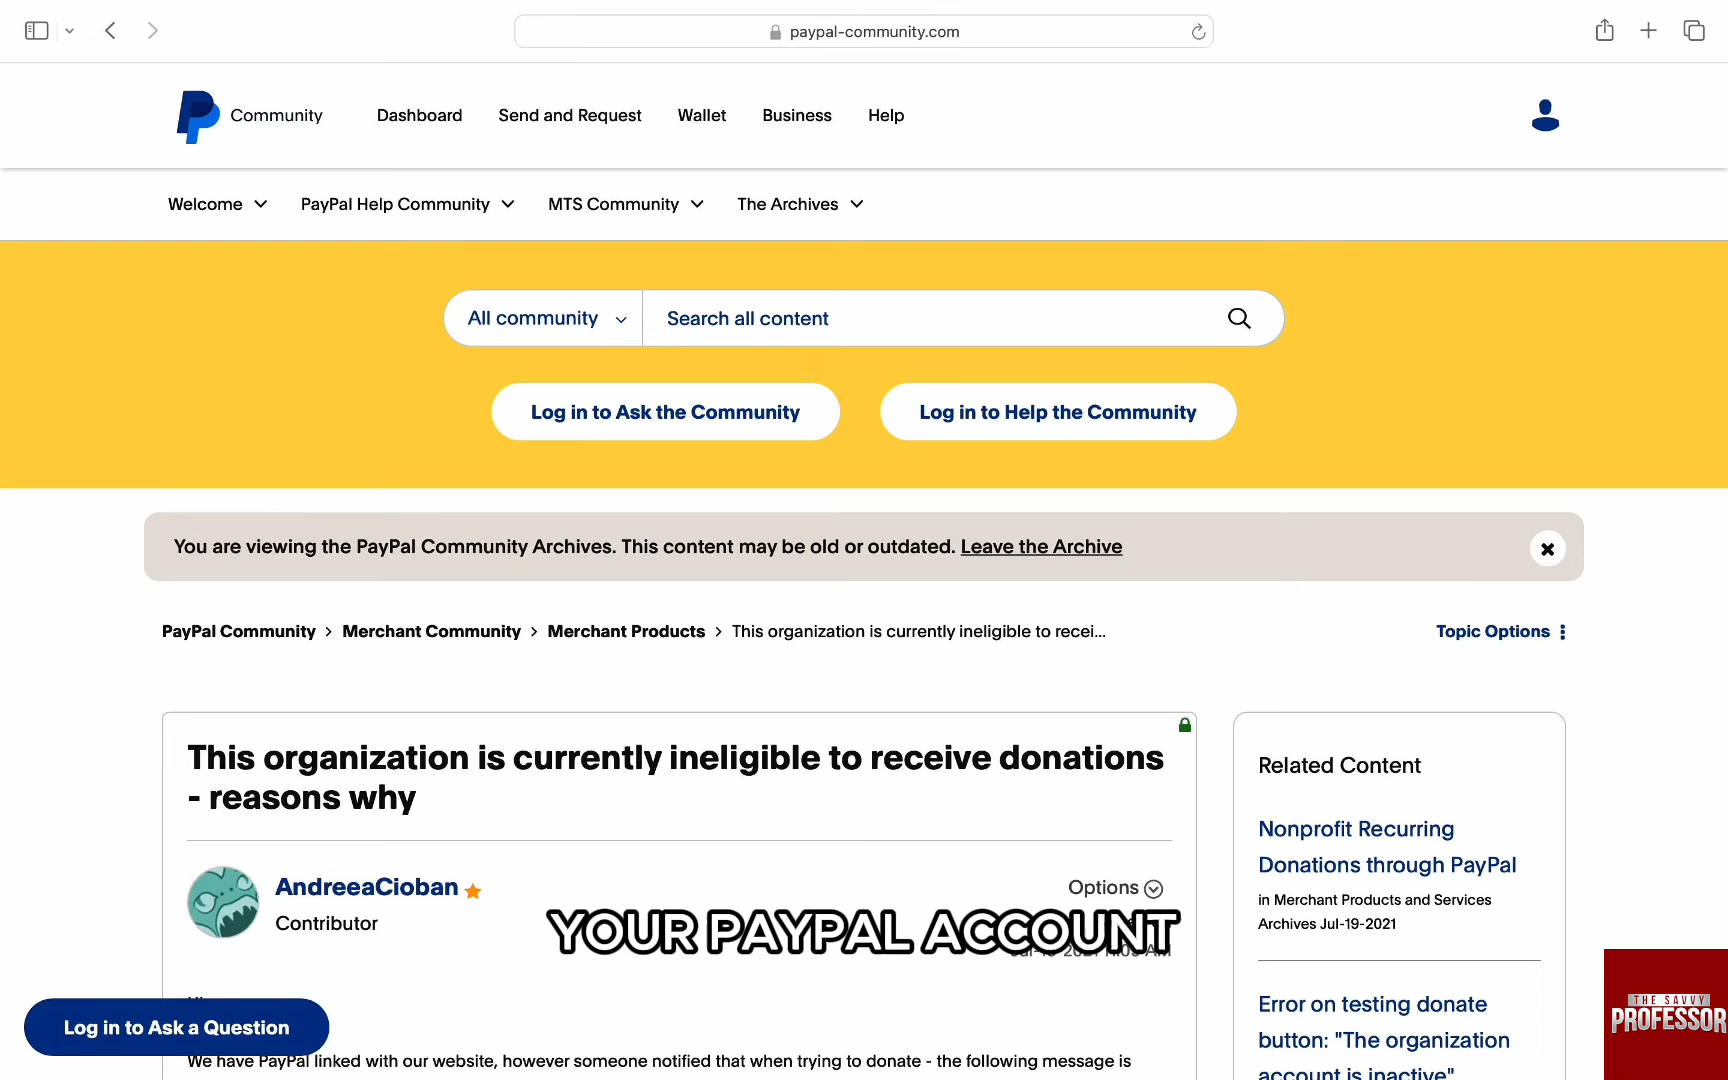 paypal-community.com
Community
Dashboard
Send and Request
Wallet
Business
Help
Welcome
PayPal Help Community
MTS Community
The Archives
All community
Search all content
Log in to Ask the Community
Log in to Help the Community
You are viewing the PayPal Community Archives. This content may be old or outdated. Leave the Archive
PayPal Community > Merchant Community > Merchant Products > This organization is currently ineligible to recei...
Topic Options
This organization is currently ineligible to receive donations
- reasons why
AndreeaCioban
Contributor
Options
YOUR PAYPAL ACCOUNT
We have PayPal linked with our website, however someone notified that when trying to donate - the following message is
Log in to Ask a Question
Related Content
Nonprofit Recurring
Donations through PayPal
in Merchant Products and Services
Archives Jul-19-2021
Error on testing donate
button: "The organization
account is inactive"
THE SAVVY
PROFESSOR